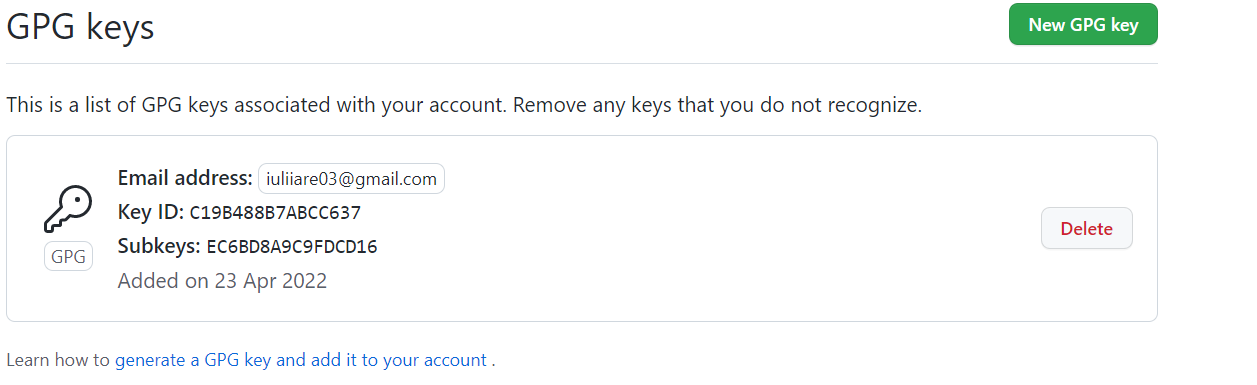 GPG keys
New GPG key
This is a list of GPG keys associated with your account. Remove any keys that you do not recognize.
Email address: iuliiare03@gmail.com
Key ID: C19B488B7ABCC637
Subkeys: EC6BD8A9C9FDCD16
GPG
Added on 23 Apr 2022
Delete
Learn how to generate a GPG key and add it to your account .